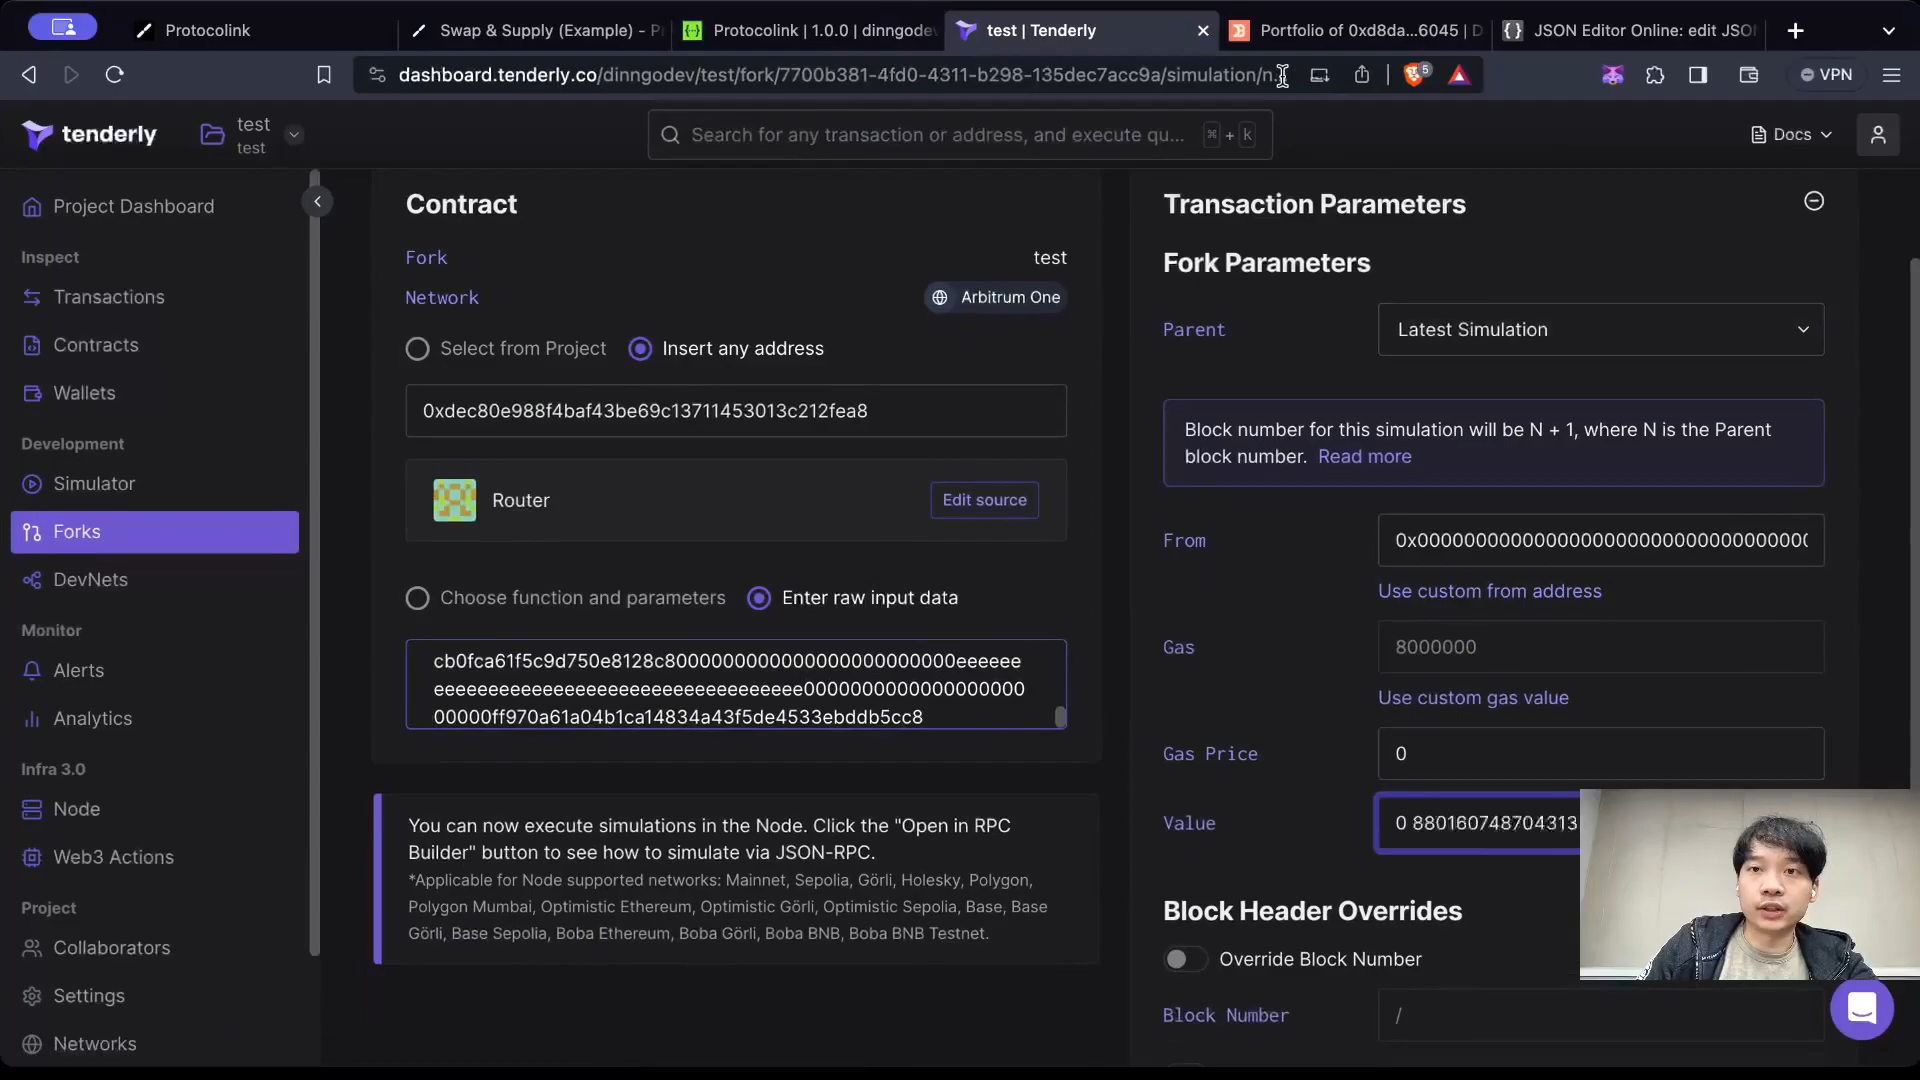 Protocolink
Swap & Supply (Example) - P
Protocolink | 1.0.0 | dinngodev
test | Tenderly
Portfolio of 0xd8da...6045 | D
JSON Editor Online: edit JSO
dashboard.tenderly.co/dinngodev/test/fork/7700b381-4fd0-4311-b298-135dec7acc9a/simulation/n
5
VPN
tenderly
test
test
Search for any transaction or address, and execute qu...
⌘ + k
Docs
Project Dashboard
Inspect
Transactions
Contracts
Wallets
Development
Simulator
Forks
DevNets
Monitor
Alerts
Analytics
Infra 3.0
Node
Web3 Actions
Project
Collaborators
Settings
Networks
Contract
Fork
test
Network
Arbitrum One
Select from Project
Insert any address
0xdec80e988f4baf43be69c13711453013c212fea8
Router
Edit source
Choose function and parameters
Enter raw input data
00000ff970a61a04b1ca14834a43f5de4533ebddb5cc8
You can now execute simulations in the Node. Click the "Open in RPC
Builder" button to see how to simulate via JSON-RPC.
*Applicable for Node supported networks: Mainnet, Sepolia, Görli, Holesky, Polygon,
Polygon Mumbai, Optimistic Ethereum, Optimistic Görli, Optimistic Sepolia, Base, Base
Görli, Base Sepolia, Boba Ethereum, Boba Görli, Boba BNB, Boba BNB Testnet.
Transaction Parameters
Fork Parameters
Parent
Latest Simulation
Block number for this simulation will be N + 1, where N is the Parent
block number. Read more
From
Use custom from address
Gas
8000000
Use custom gas value
Gas Price
0
Value
0 880160748704313
Block Header Overrides
Override Block Number
Block Number
/